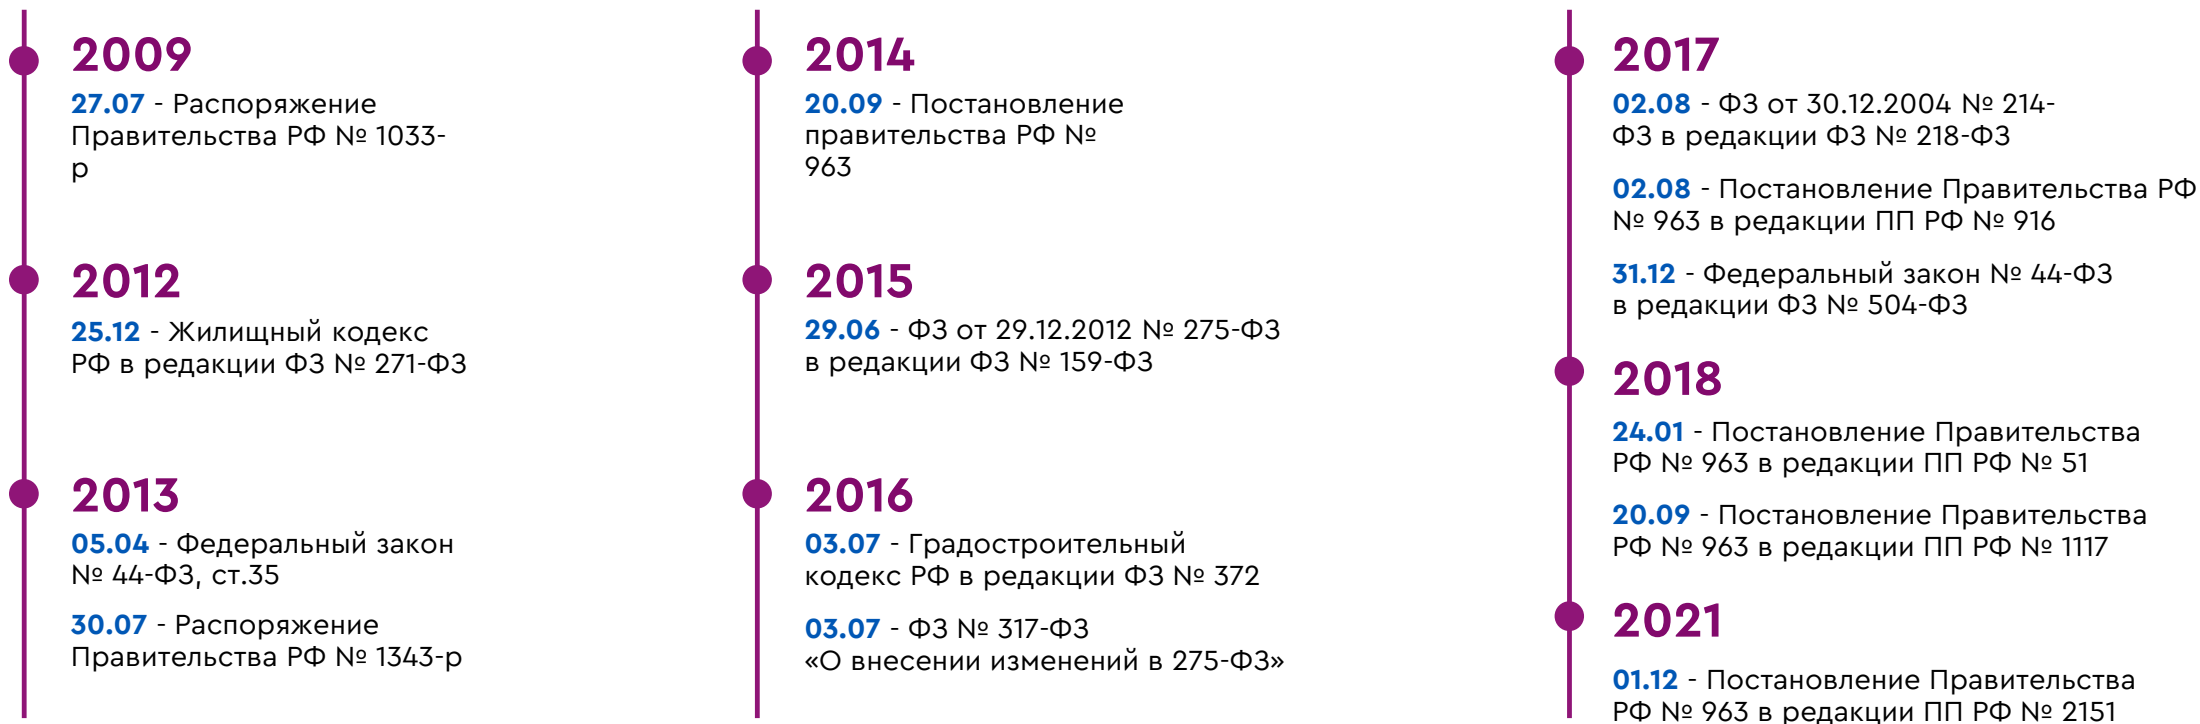 2009
27.07 - Распоряжение
Правительства РФ № 1033-
р
2012
25.12 - Жилищный кодекс
РФ в редакции ФЗ № 271-ФЗ
2013
05.04 - Федеральный закон
№ 44-ФЗ, ст.35
30.07 - Распоряжение
Правительства РФ № 1343-р
2014
20.09 - Постановление
правительства РФ №
963
2015
29.06 - ФЗ от 29.12.2012 № 275-ФЗ
в редакции ФЗ № 159-ФЗ
2016
03.07 - Градостроительный
кодекс РФ в редакции ФЗ № 372
03.07 - ФЗ № 317-ФЗ
«О внесении изменений в 275-ФЗ»
2017
02.08 - ФЗ от 30.12.2004 № 214-
ФЗ в редакции ФЗ № 218-ФЗ
02.08 - Постановление Правительства РФ
№ 963 в редакции ПП РФ № 916
31.12 - Федеральный закон № 44-ФЗ
в редакции ФЗ № 504-ФЗ
2018
24.01 - Постановление Правительства
РФ № 963 в редакции ПП РФ № 51
20.09 - Постановление Правительства
РФ № 963 в редакции ПП РФ № 1117
2021
01.12 - Постановление Правительства
РФ № 963 в редакции ПП РФ № 2151